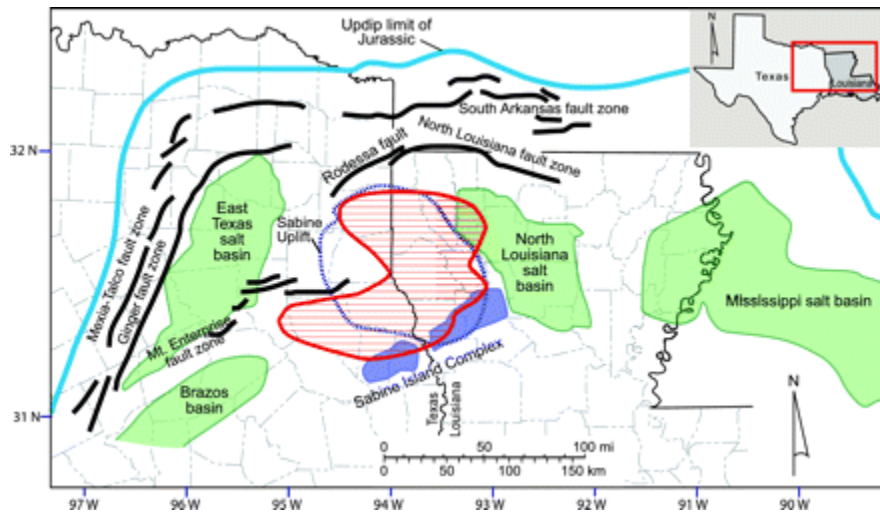 Updip limit of
Jurassic
N
Texas
Louisiana
South Arkansas fault zone
North Louisiana fault zone
Rodessa fault
32 N
East
Texas
salt
basin
Sabine
Uplift
North
Louisiana
salt
basin
MIssissippi salt basin
Mexia-Talco fault zone
Ginger fault zone
Mt. Enterprise
fault zone
Brazos
basin
Sabine Island Complex
Texas
Louisiana
31 N
N
0 50 100 mi
0 50 100 150 km
97 W 96 W 95 W 94 W 93 W 92 W 91 W 90 W